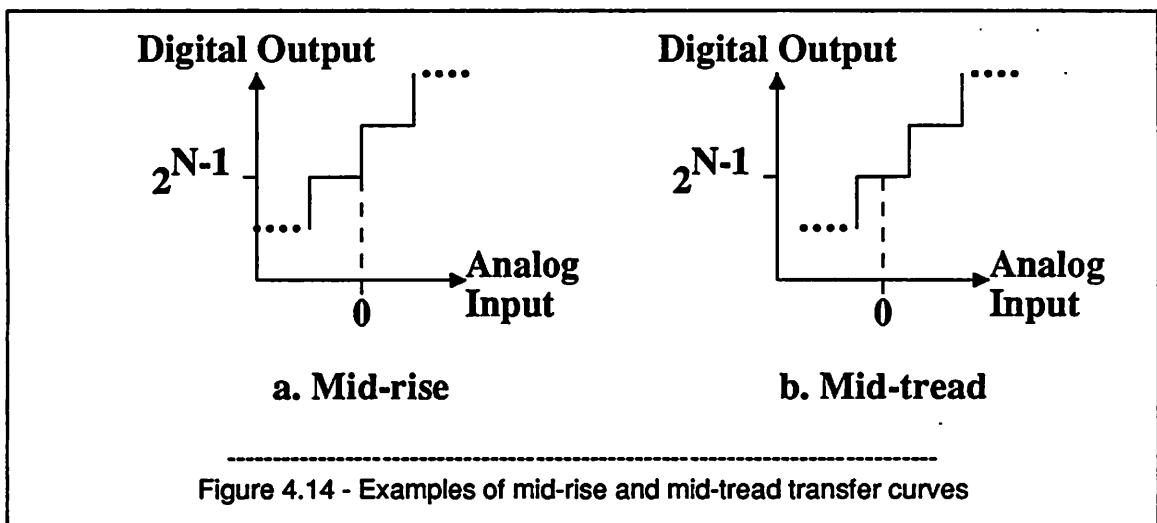 Digital Output
2^N-1
Analog
Input
0
a. Mid-rise
Digital Output
2^N-1
Analog
Input
0
b. Mid-tread
Figure 4.14 - Examples of mid-rise and mid-tread transfer curves